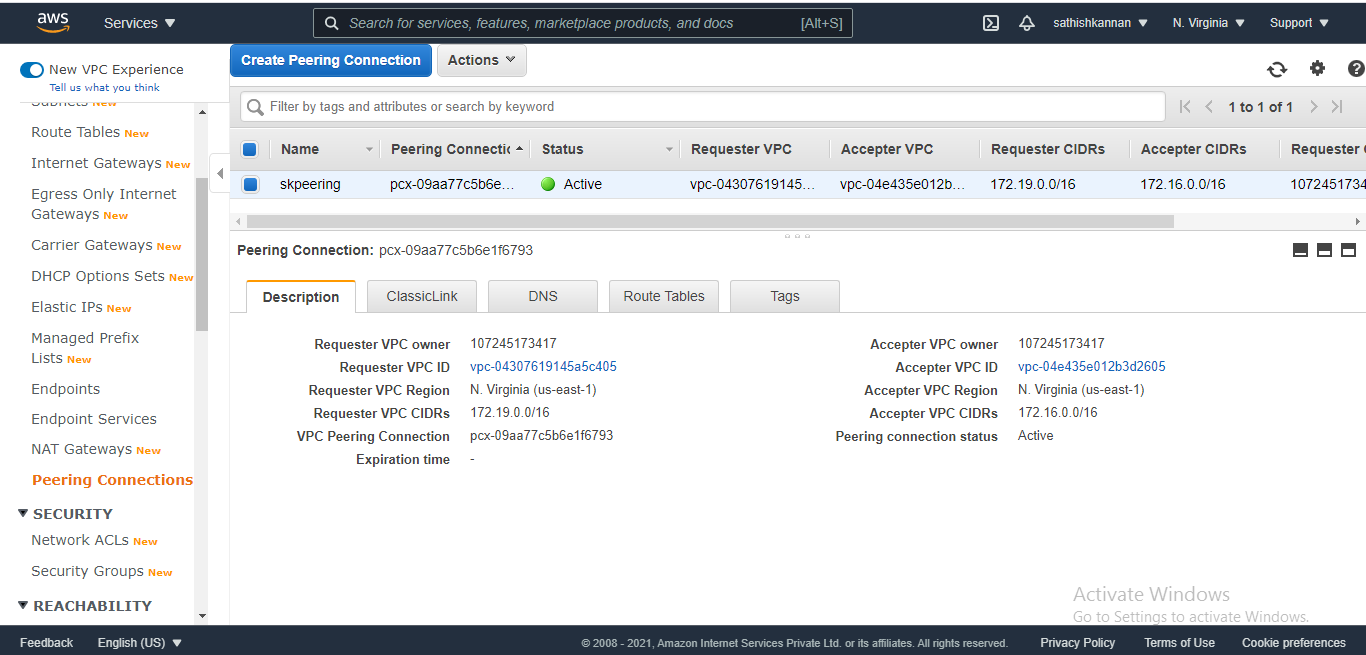 aws Services Search for services, features, marketplace products, and docs [Alt+S] sathishkannan N. Virginia Support
New VPC Experience
Tell us what you think
Subnets New
Route Tables New
Internet Gateways New
Egress Only Internet
Gateways New
Carrier Gateways New
DHCP Options Sets New
Elastic IPs New
Managed Prefix
Lists New
Endpoints
Endpoint Services
NAT Gateways New
Peering Connections
SECURITY
Network ACLs New
Security Groups New
REACHABILITY
Create Peering Connection Actions
Filter by tags and attributes or search by keyword 1 to 1 of 1
Name Peering Connectic Status Requester VPC Accepter VPC Requester CIDRs Accepter CIDRs Requester
skpeering pcx-09aa77c5b6e... Active vpc-04307619145... vpc-04e435e012b... 172.19.0.0/16 172.16.0.0/16 1072451734
Peering Connection: pcx-09aa77c5b6e1f6793
Description ClassicLink DNS Route Tables Tags
Requester VPC owner 107245173417 Accepter VPC owner 107245173417
Requester VPC ID vpc-04307619145a5c405 Accepter VPC ID vpc-04e435e012b3d2605
Requester VPC Region N. Virginia (us-east-1) Accepter VPC Region N. Virginia (us-east-1)
Requester VPC CIDRs 172.19.0.0/16 Accepter VPC CIDRs 172.16.0.0/16
VPC Peering Connection pcx-09aa77c5b6e1f6793 Peering connection status Active
Expiration time -
Activate Windows
Go to Settings to activate Windows.
Feedback English (US) © 2008 - 2021, Amazon Internet Services Private Ltd. or its affiliates. All rights reserved. Privacy Policy Terms of Use Cookie preferences